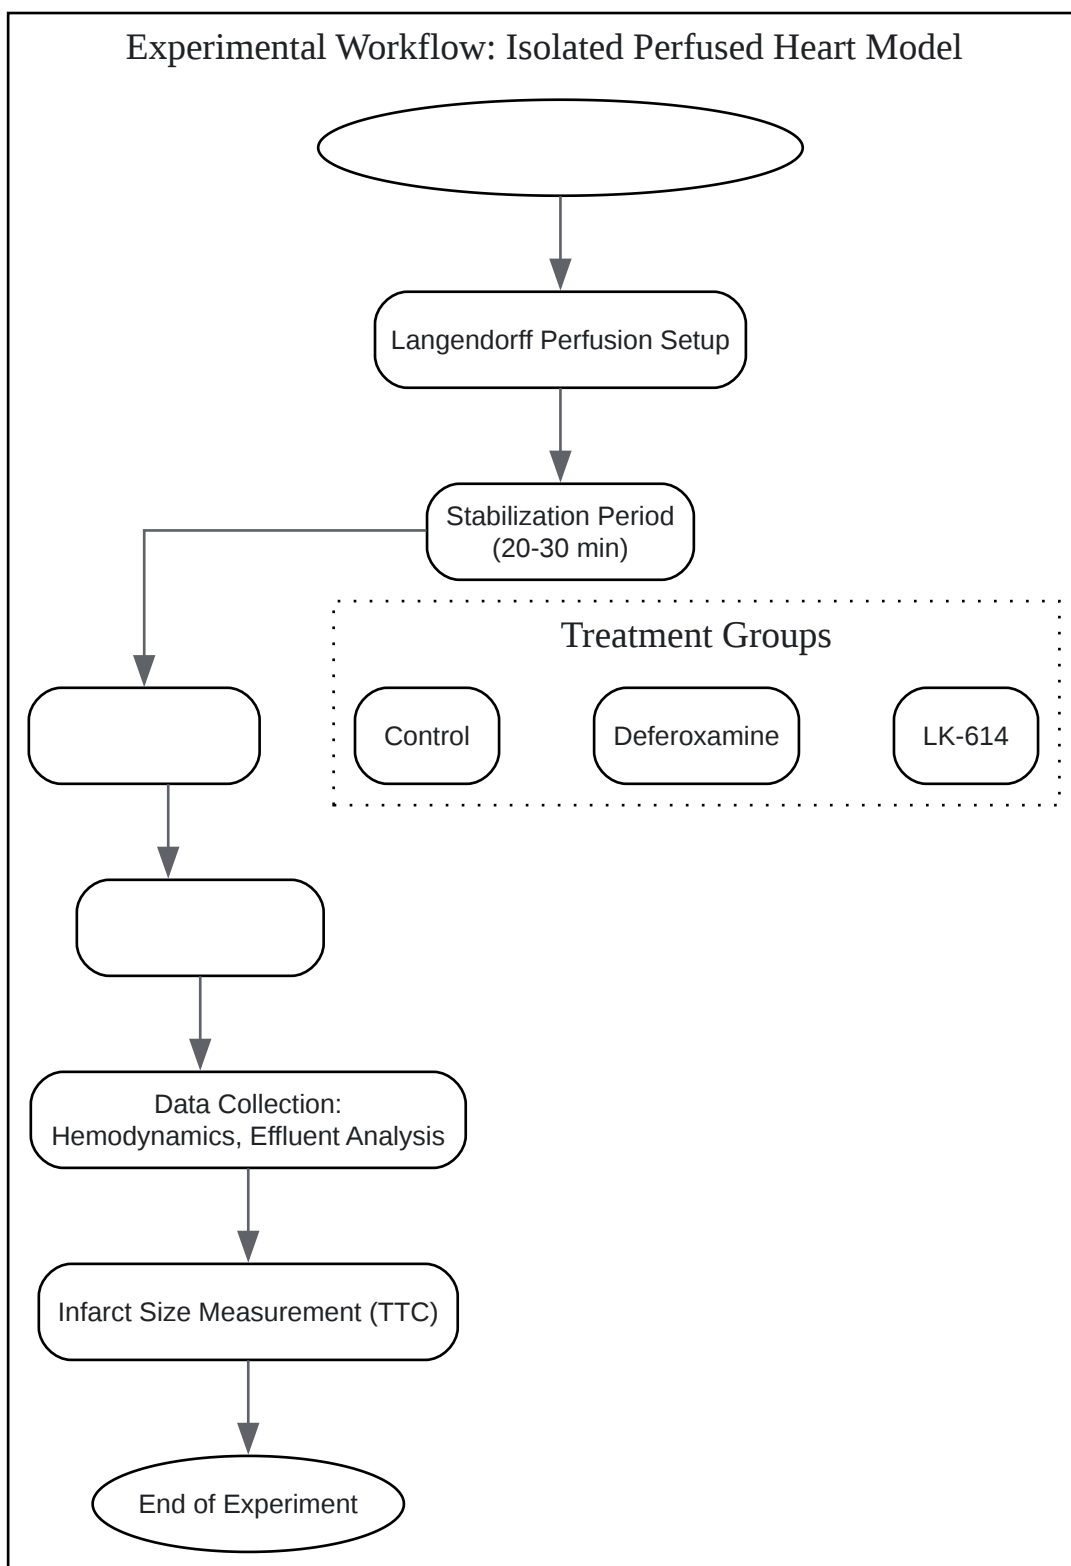 Experimental Workflow: Isolated Perfused Heart Model
Langendorff Perfusion Setup
Stabilization Period
(20-30 min)
Treatment Groups
Control
Deferoxamine
LK-614
Data Collection:
Hemodynamics, Effluent Analysis
Infarct Size Measurement (TTC)
End of Experiment